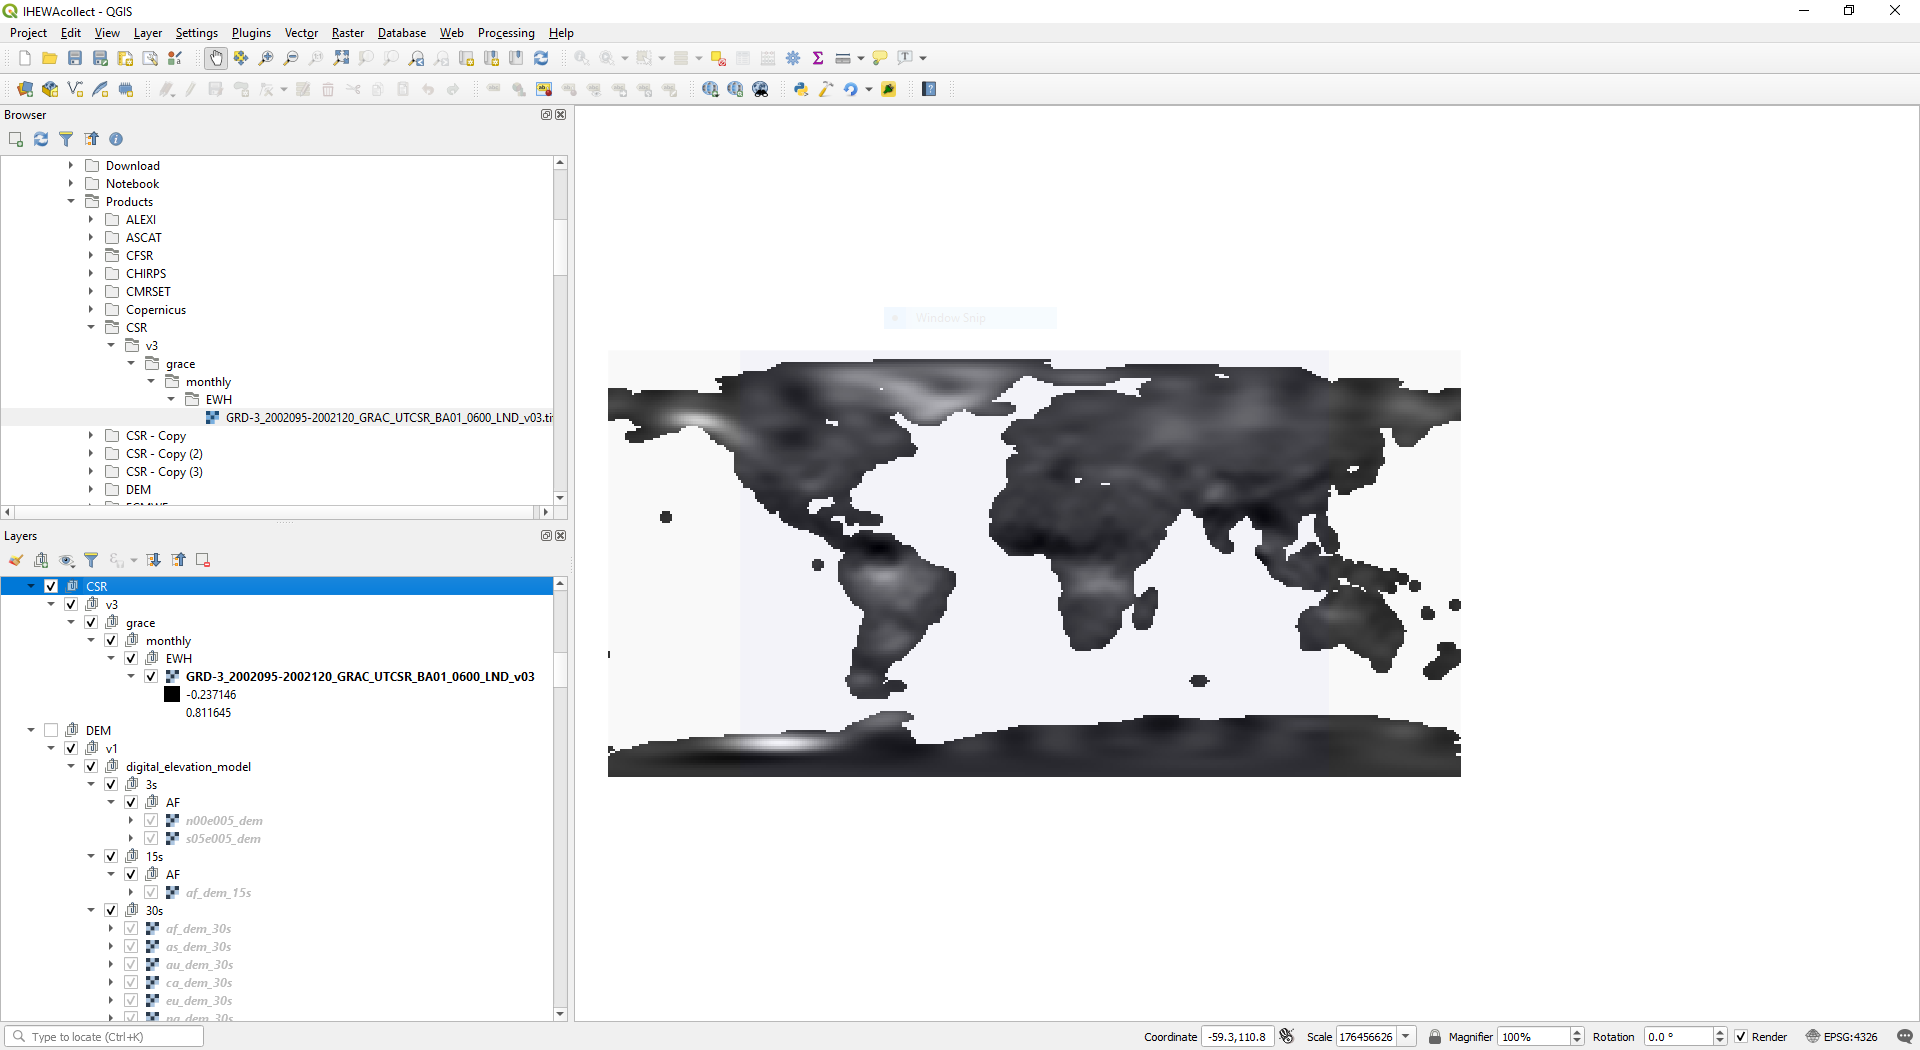 IHEWAcollect - QGIS
Project Edit View Layer Settings Plugins Vector Raster Database Web Processing Help
Browser
Download
Notebook
Products
ALEXI
ASCAT
CFSR
CHIRPS
CMRSET
Copernicus
CSR
v3
grace
monthly
EWH
GRD-3_2002095-2002120_GRAC_UTCSR_BA01_0600_LND_v03.ti
CSR - Copy
CSR - Copy (2)
CSR - Copy (3)
DEM
Window Snip
Layers
CSR
v3
grace
monthly
EWH
GRD-3_2002095-2002120_GRAC_UTCSR_BA01_0600_LND_v03
-0.237146
0.811645
DEM
v1
digital_elevation_model
3s
AF
n00e005_dem
s05e005_dem
15s
AF
af_dem_15s
30s
af_dem_30s
as_dem_30s
au_dem_30s
ca_dem_30s
eu_dem_30s
na_dem_30s
Type to locate (Ctrl+K) Coordinate -59.3,110.8 Scale 176456626 Magnifier 100% Rotation 0.0 ° Render EPSG:4326